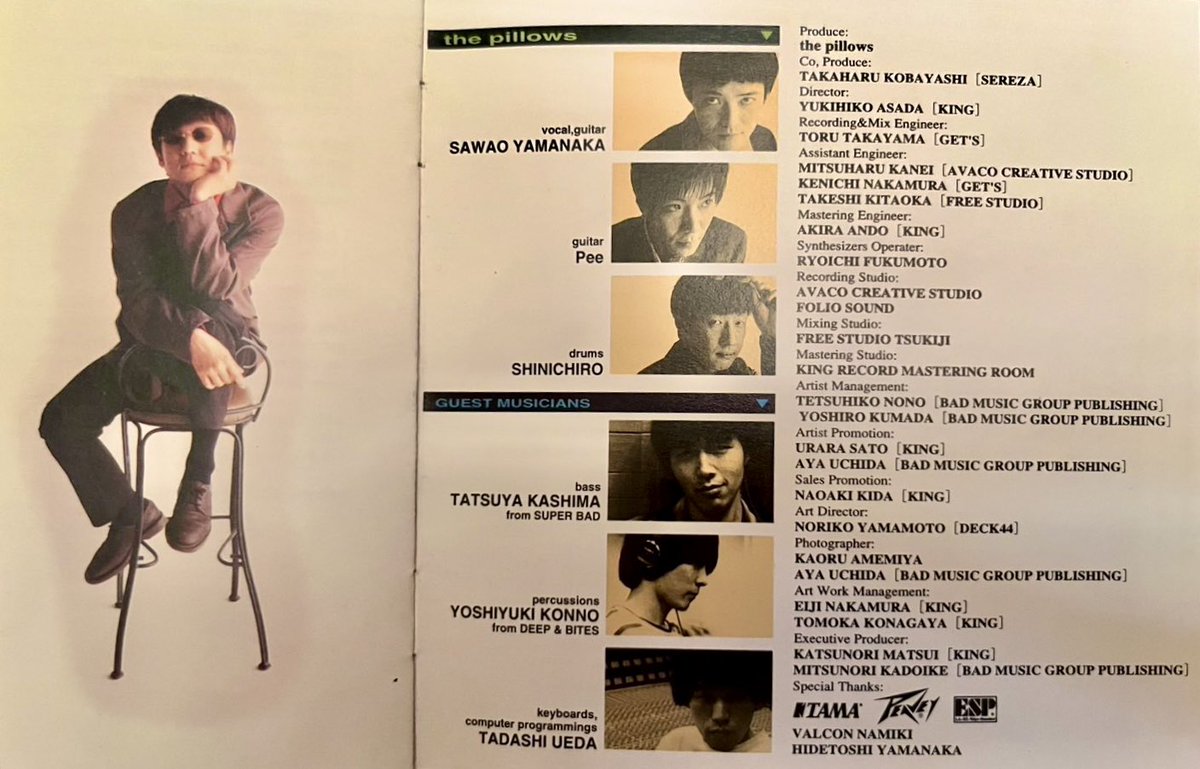 the pillows
vocal,guitar
SAWAO YAMANAKA
guitar
Pee
drums
SHINICHIRO
GUEST MUSICIANS
bass
TATSUYA KASHIMA
from SUPER BAD
percussions
YOSHIYUKI KONNO
from DEEP & BITES
keyboards,
computer programmings
TADASHI UEDA
Produce:
the pillows
Co, Produce:
TAKAHARU KOBAYASHI [SEREZA]
Director:
YUKIHIKO ASADA [KING]
Recording&Mix Engineer:
TORU TAKAYAMA [GET'S]
Assistant Engineer:
MITSUHARU KANEI [AVACO CREATIVE STUDIO]
KENICHI NAKAMURA [GET'S]
TAKESHI KITAOKA [FREE STUDIO]
Mastering Engineer:
AKIRA ANDO [KING]
Synthesizers Operater:
RYOICHI FUKUMOTO
Recording Studio:
AVACO CREATIVE STUDIO
FOLIO SOUND
Mixing Studio:
FREE STUDIO TSUKIJI
Mastering Studio:
KING RECORD MASTERING ROOM
Artist Management:
TETSUHIKO NONO [BAD MUSIC GROUP PUBLISHING]
YOSHIRO KUMADA [BAD MUSIC GROUP PUBLISHING]
Artist Promotion:
URARA SATO [KING]
AYA UCHIDA [BAD MUSIC GROUP PUBLISHING]
Sales Promotion:
NAOAKI KIDA [KING]
Art Director:
NORIKO YAMAMOTO [DECK44]
Photographer:
KAORU AMEMIYA
AYA UCHIDA [BAD MUSIC GROUP PUBLISHING]
Art Work Management:
EIJI NAKAMURA [KING]
TOMOKA KONAGAYA [KING]
Executive Producer:
KATSUNORI MATSUI [KING]
MITSUNORI KADOIKE [BAD MUSIC GROUP PUBLISHING]
Special Thanks:
TAMA PEAVEY ESP
VALCON NAMIKI
HIDETOSHI YAMANAKA